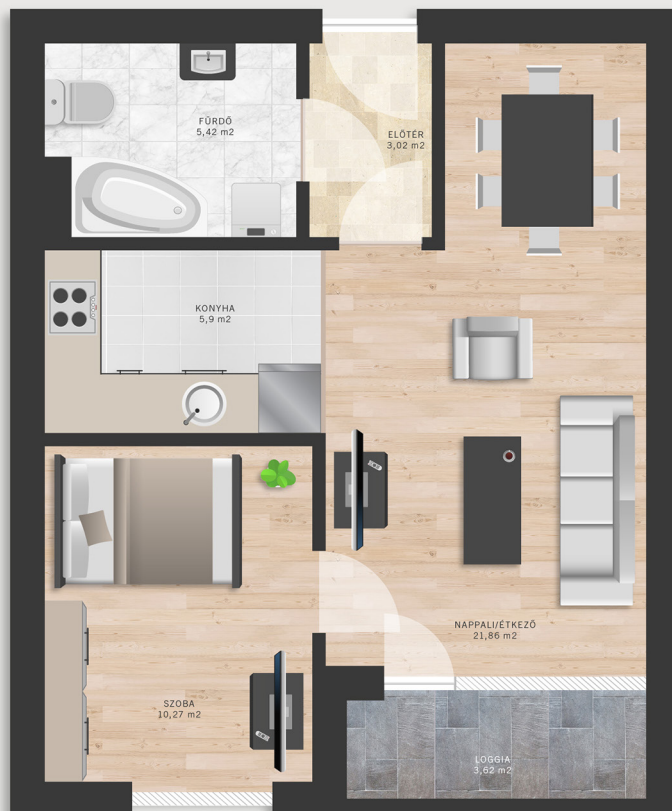 FÜRDŐ
5,42 m2
ELŐTÉR
3,02 m2
KONYHA
5,9 m2
NAPPALI/ÉTKEZŐ
21,86 m2
SZOBA
10,27 m2
LOGGIA
3,62 m2